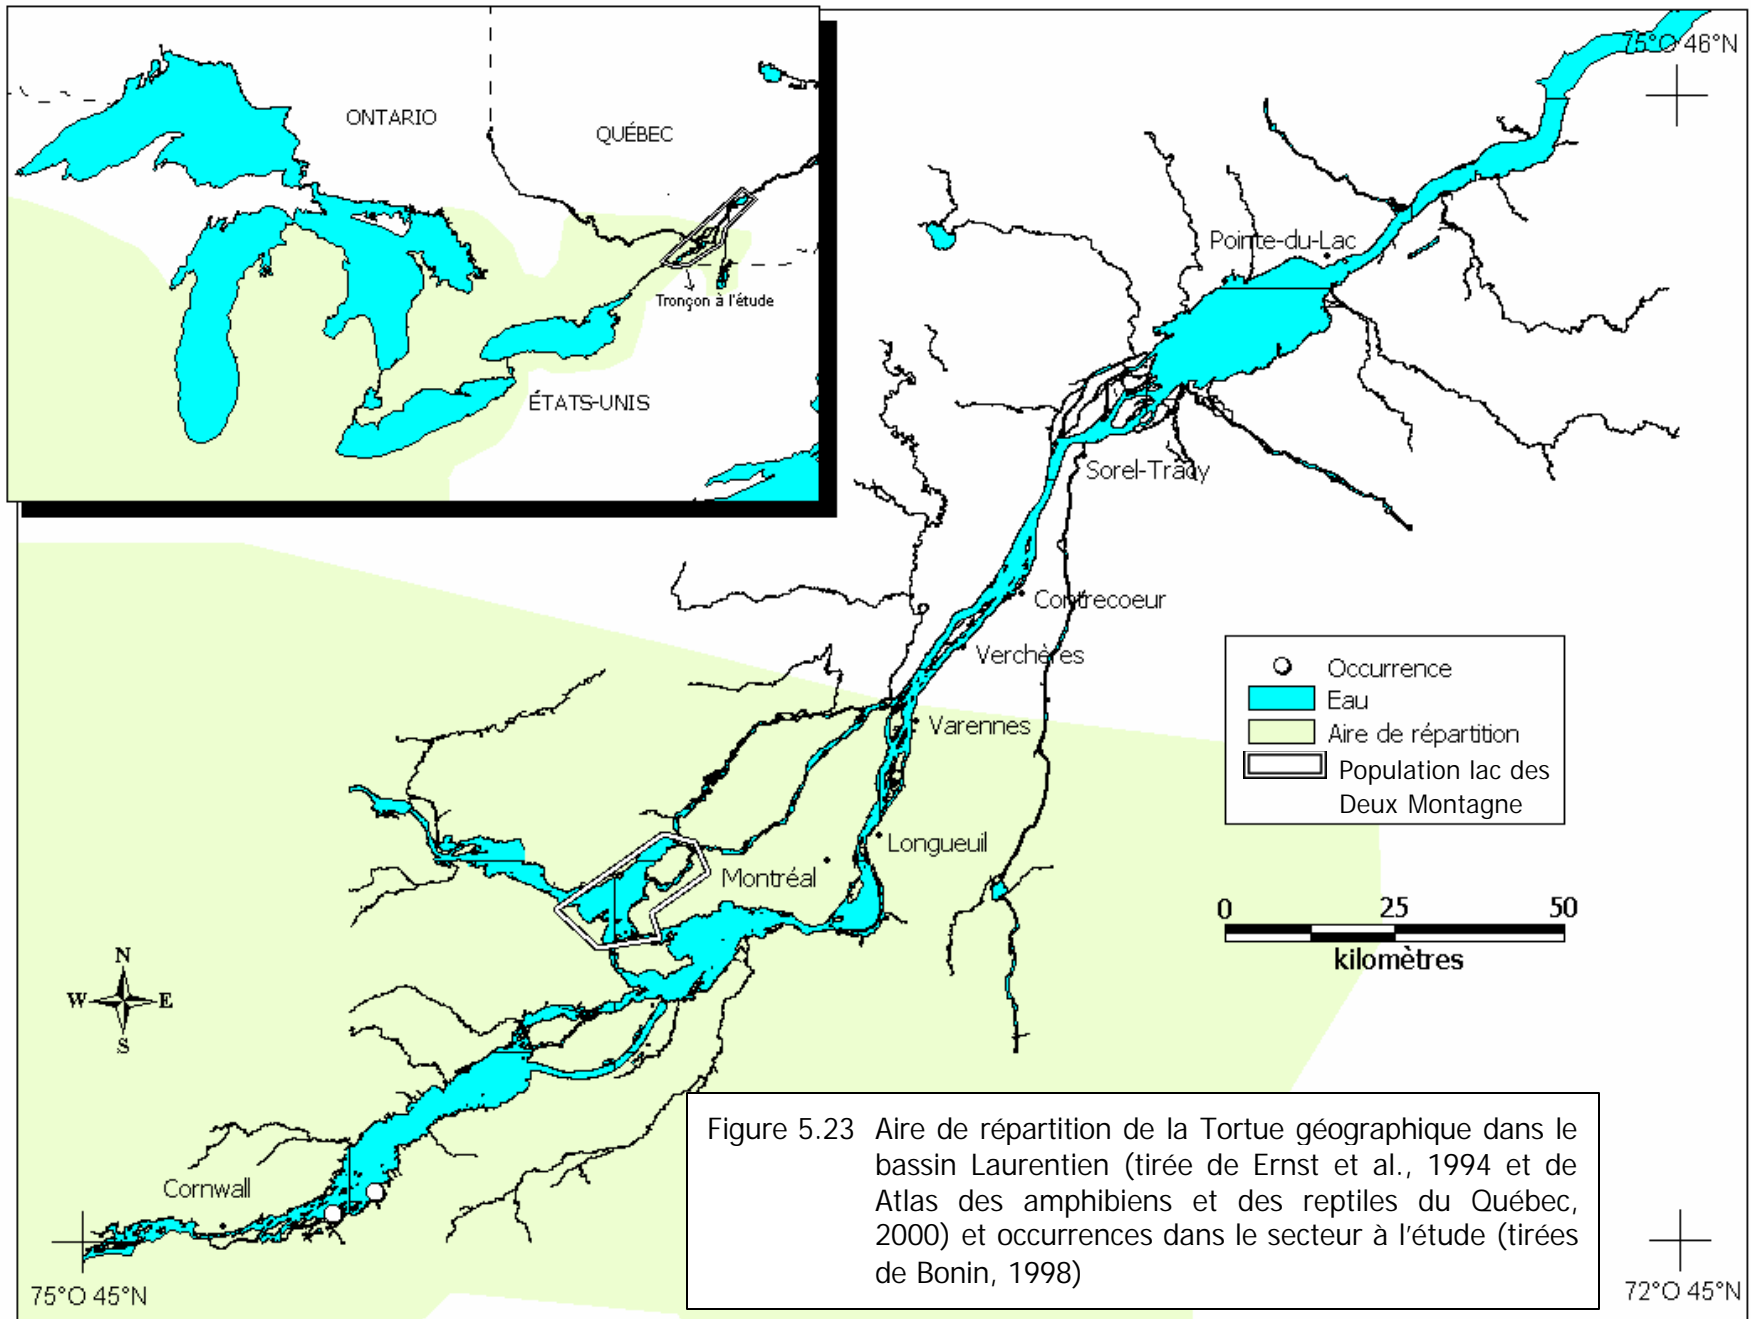 ONTARIO
QUÉBEC
Tronçon à l'étude
ÉTATS-UNIS
75°O 46°N
Pointe-du-Lac
Sorel-Tracy
Contrecoeur
Verchères
Varennes
Longueuil
Montréal
Cornwall
Occurrence
Eau
Aire de répartition
Population lac des
Deux Montagne
0 25 50
kilomètres
N
W E
S
Figure 5.23 Aire de répartition de la Tortue géographique dans le
bassin Laurentien (tirée de Ernst et al., 1994 et de
Atlas des amphibiens et des reptiles du Québec,
2000) et occurrences dans le secteur à l'étude (tirées
de Bonin, 1998)
75°O 45°N
72°O 45°N